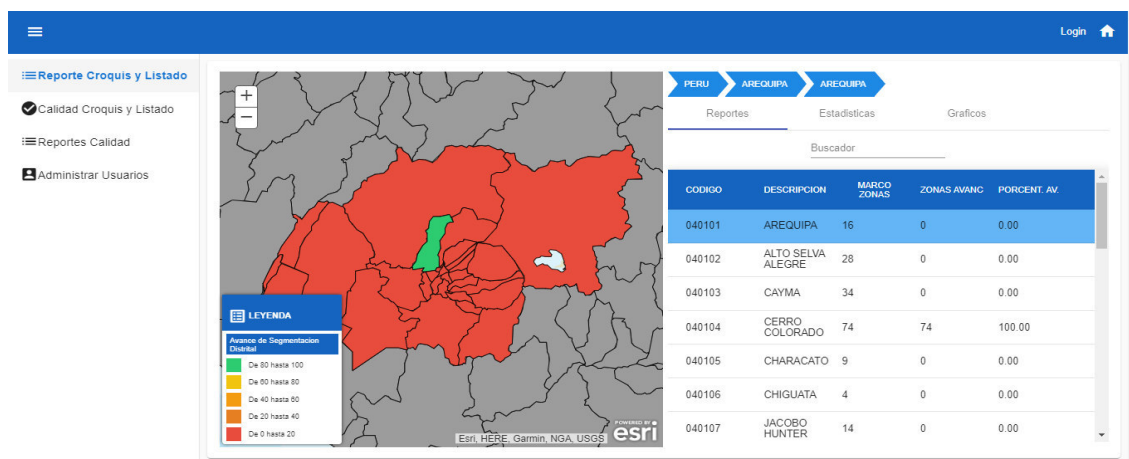 Login
Reporte Croquis y Listado
Calidad Croquis y Listado
Reportes Calidad
Administrar Usuarios
+
−
LEYENDA
Avance de Segmentacion
Distrital
De 80 hasta 100
De 60 hasta 80
De 40 hasta 60
De 20 hasta 40
De 0 hasta 20
Esri, HERE, Garmin, NGA, USGS
POWERED BY
esri
PERU AREQUIPA AREQUIPA
Reportes Estadisticas Graficos
Buscador
CODIGO DESCRIPCION MARCO ZONAS ZONAS AVANC PORCENT. AV.
040101 AREQUIPA 16 0 0.00
040102 ALTO SELVA ALEGRE 28 0 0.00
040103 CAYMA 34 0 0.00
040104 CERRO COLORADO 74 74 100.00
040105 CHARACATO 9 0 0.00
040106 CHIGUATA 4 0 0.00
040107 JACOBO HUNTER 14 0 0.00